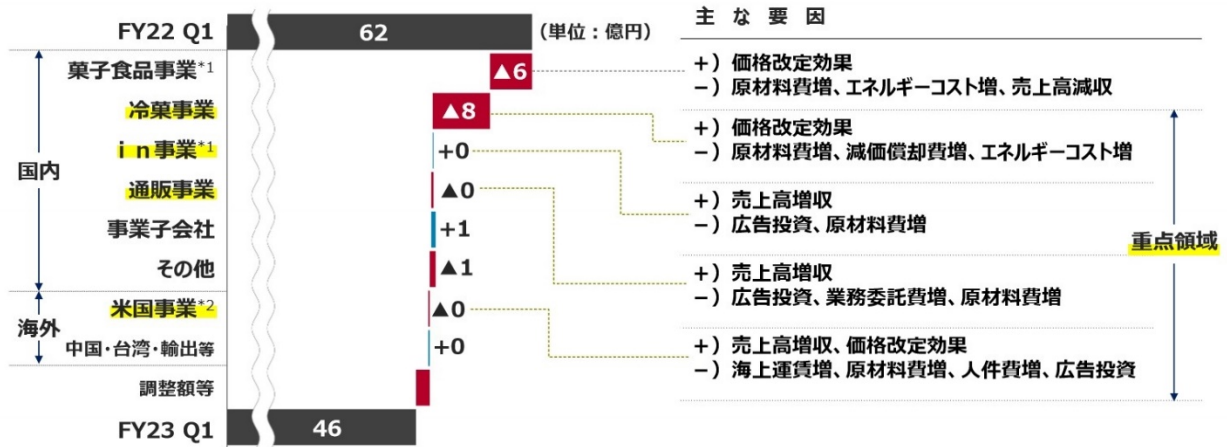 FY22 Q1 62 (単位:億円)
主な要因
菓子食品事業*1 ▲6
+)価格改定効果
−)原材料費増、エネルギーコスト増、売上高減収
冷菓事業 ▲8
+)価格改定効果
−)原材料費増、減価償却費増、エネルギーコスト増
in事業*1 +0
+)売上高増収
−)広告投資、原材料費増
通販事業 ▲0
+)売上高増収
−)広告投資、業務委託費増、原材料費増
事業子会社 +1
その他 ▲1
国内
米国事業*2 ▲0
+)売上高増収、価格改定効果
−)海上運賃増、原材料費増、人件費増、広告投資
中国・台湾・輸出等 +0
海外
重点領域
調整額等
FY23 Q1 46